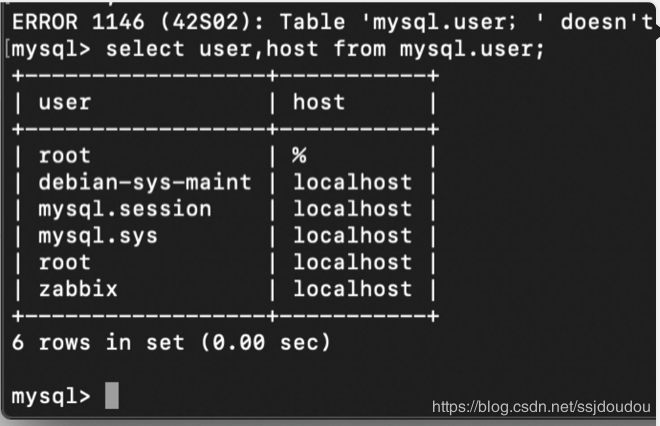 ERROR 1146 (42S02): Table 'mysql.user；' doesn't
[mysql> select user,host from mysql.user;
+------------------+-----------+
| user             | host      |
+------------------+-----------+
| root             | %         |
| debian-sys-maint | localhost |
| mysql.session    | localhost |
| mysql.sys        | localhost |
| root             | localhost |
| zabbix           | localhost |
+------------------+-----------+
6 rows in set (0.00 sec)
mysql>
https://blog.csdn.net/ssjdoudou